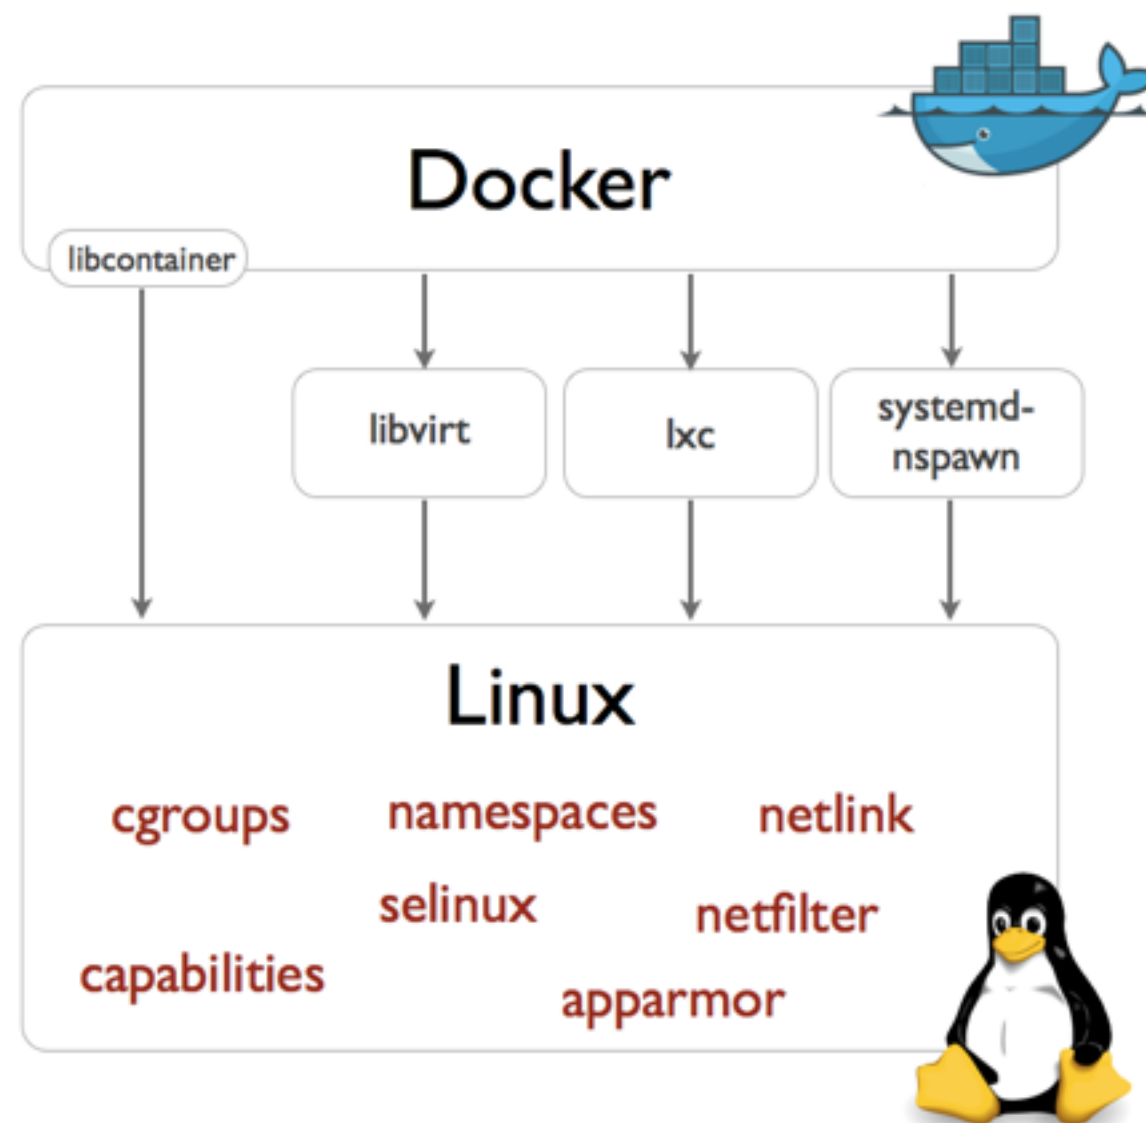 Docker
libcontainer
libvirt
lxc
systemd-
nspawn
Linux
cgroups
namespaces
netlink
selinux
netfilter
capabilities
apparmor